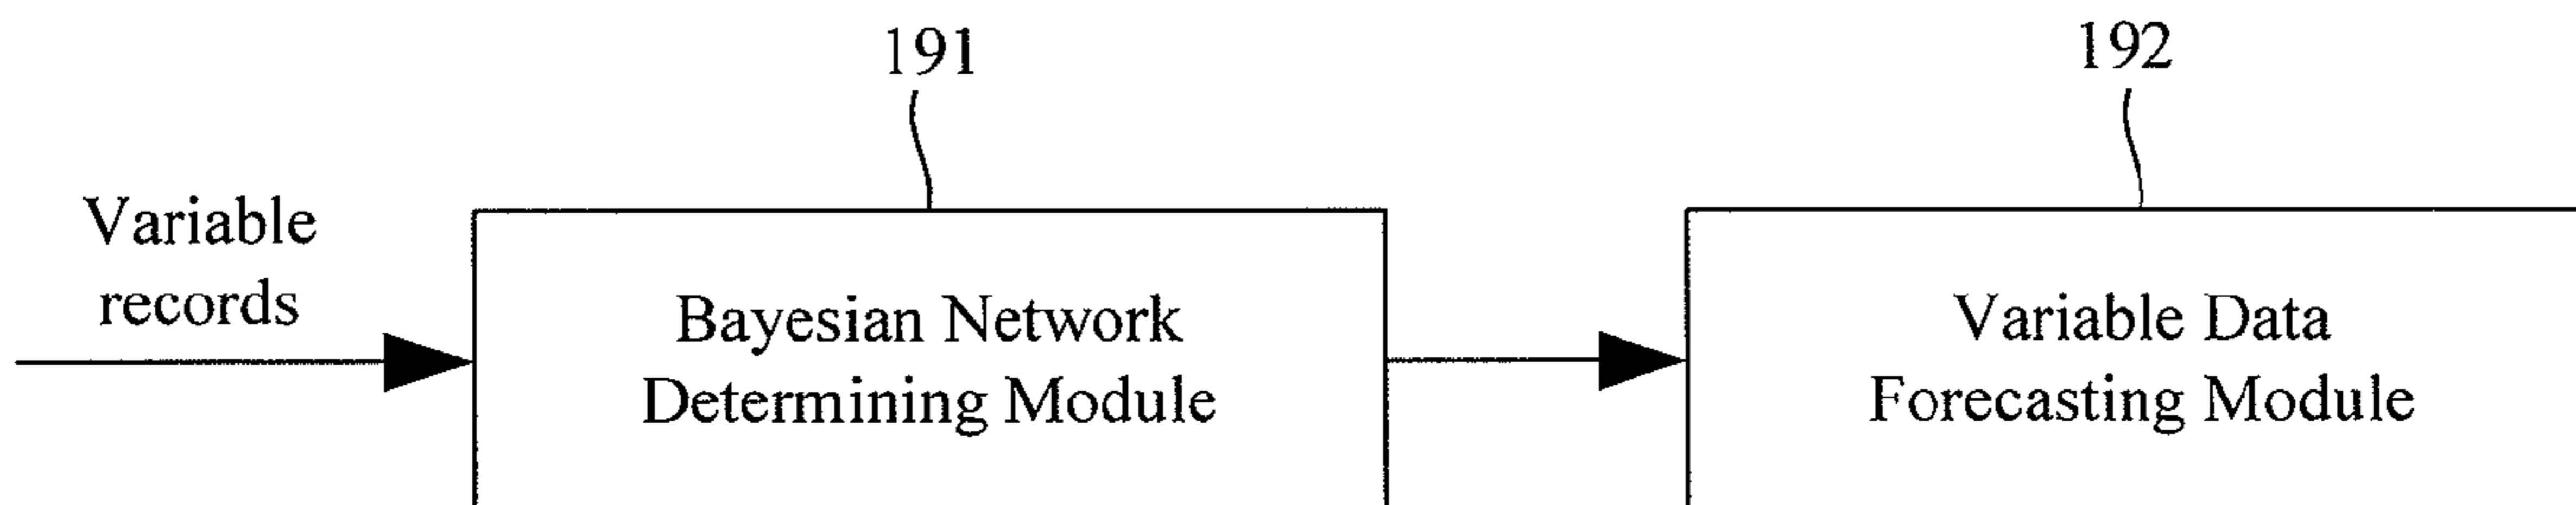 191
192
Variable
records
Bayesian Network
Determining Module
Variable Data
Forecasting Module